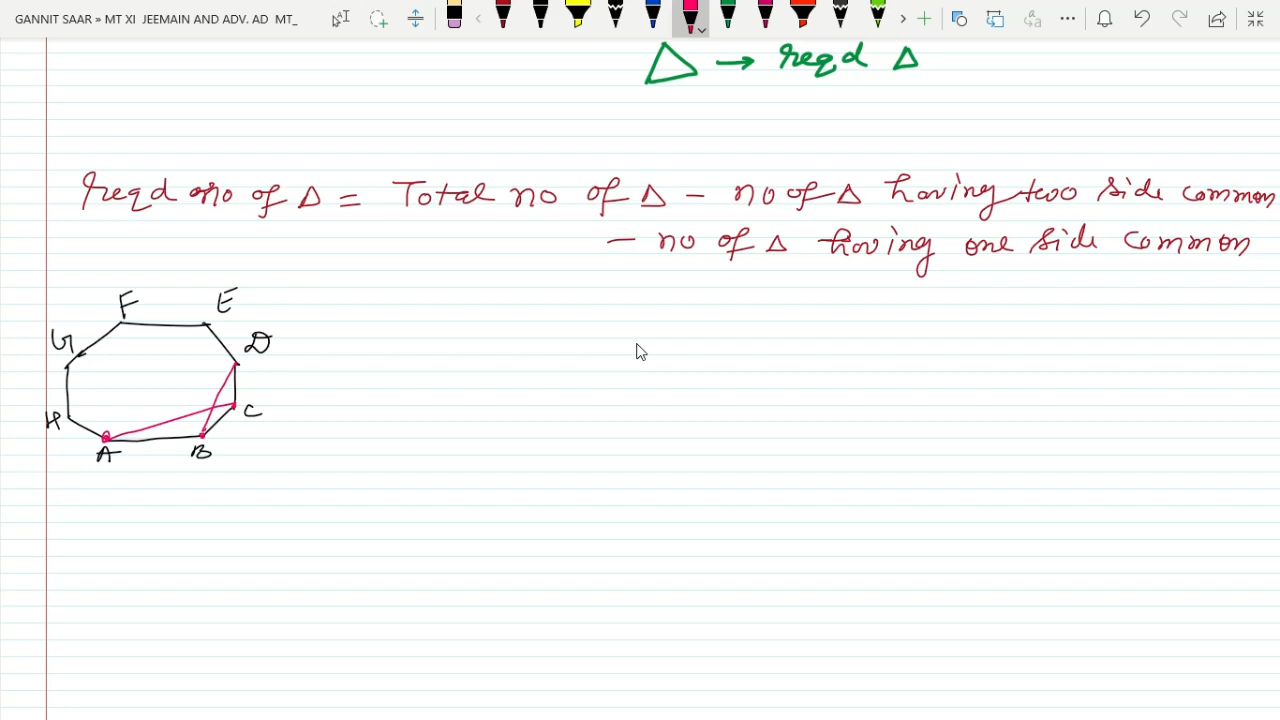 GANNIT SAAR » MT XI JEEMAIN AND ADV. AD MT_
△ → reqd △
reqd no of △ = Total no of △ - no of △ having two side common
- no of △ having one side common
F E
G D
H C
A B